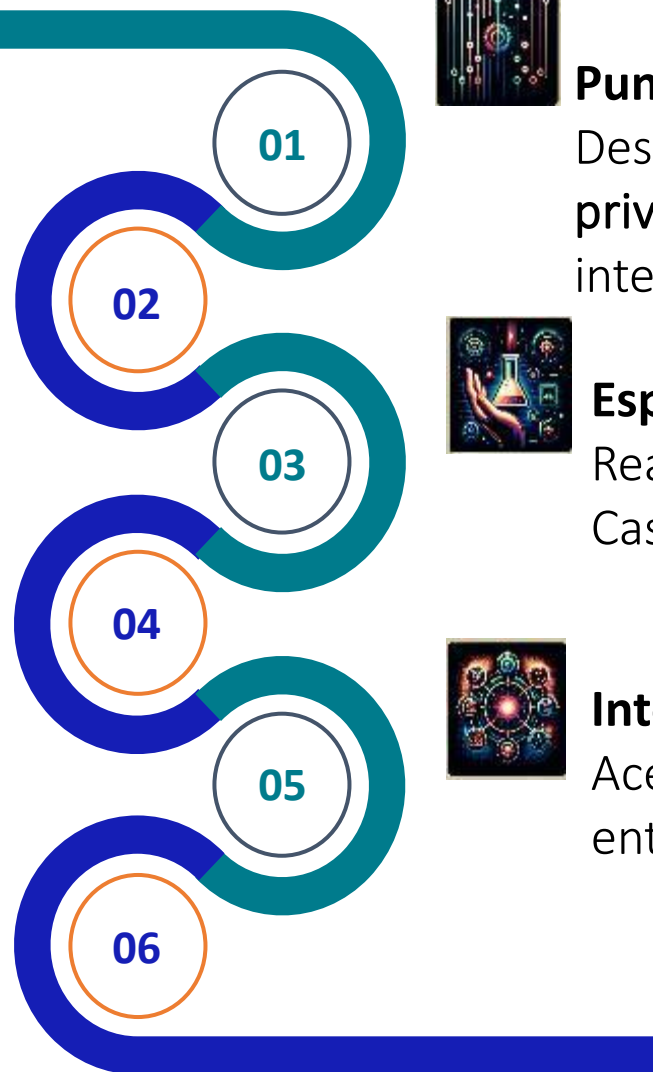 01
Pun
Des
priv
inte
02
Esp
Rea
Cas
03
04
Int
Ace
ent
05
06